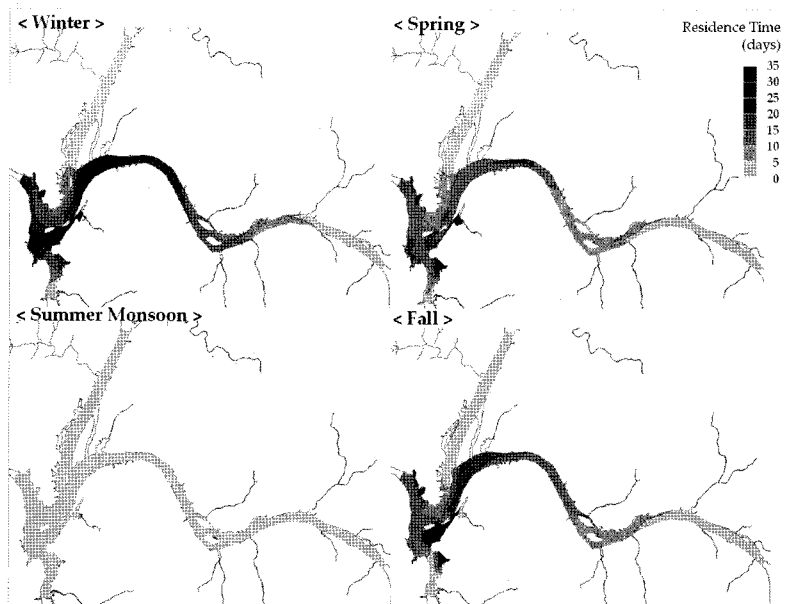 < Winter >
< Spring >
Residence Time
(days)
35
30
25
20
15
10
5
0
< Summer Monsoon >
< Fall >